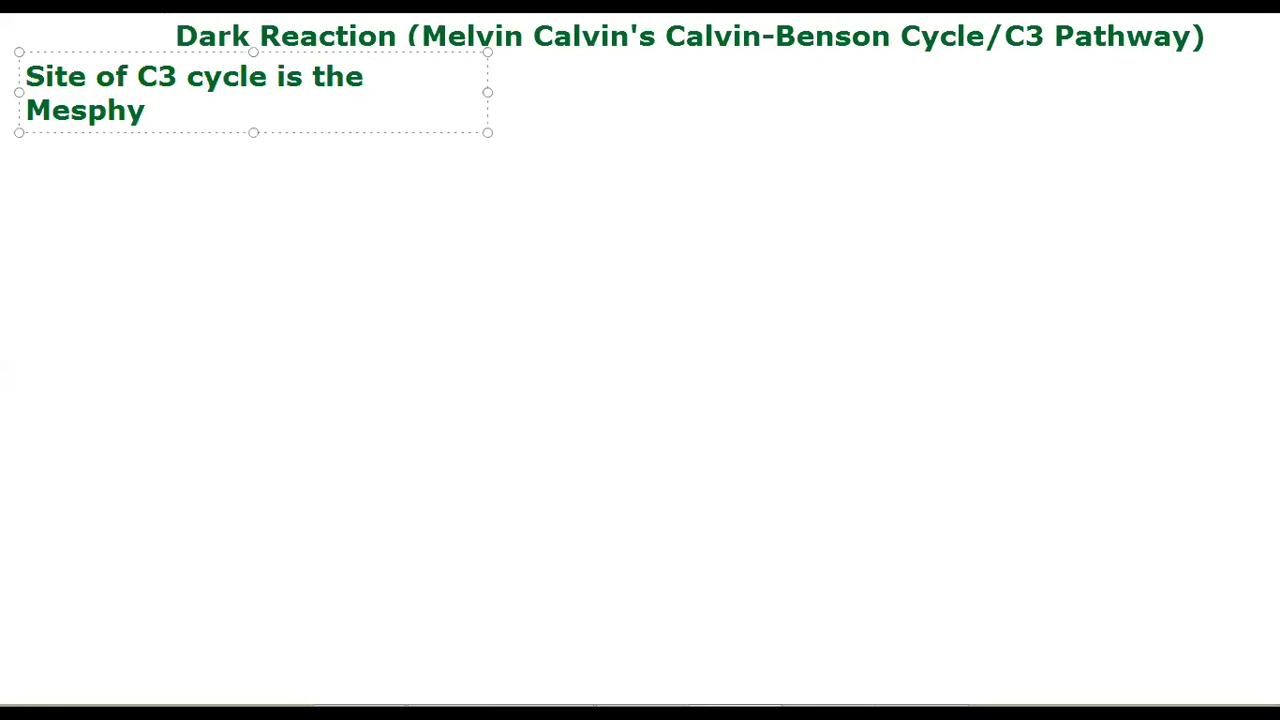 Dark Reaction (Melvin Calvin's Calvin-Benson Cycle/C3 Pathway)
Site of C3 cycle is the
Mesphy